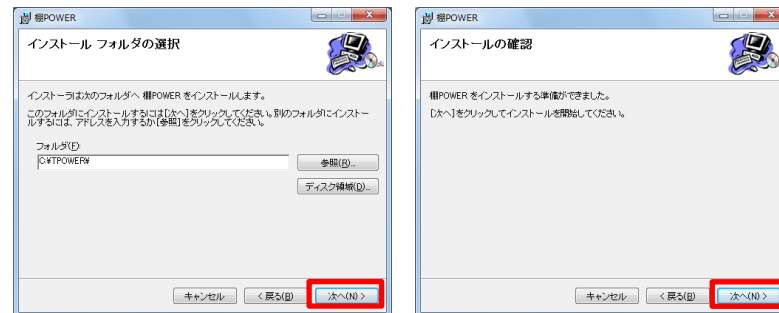 棚POWER
インストール フォルダの選択
インストーラは次のフォルダへ 棚POWER をインストールします。
このフォルダにインストールするには[次へ]をクリックしてください。別のフォルダにインストー
ルするには、アドレスを入力するか[参照]をクリックしてください。
フォルダ(F):
C:¥TPOWER¥
参照(R)...
ディスク領域(D)...
キャンセル
< 戻る(B)
次へ(N) >
棚POWER
インストールの確認
棚POWER をインストールする準備ができました。
[次へ]をクリックしてインストールを開始してください。
キャンセル
< 戻る(B)
次へ(N) >